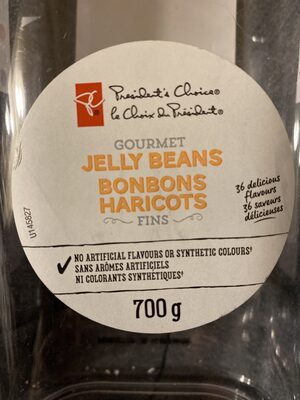 President's Choice®
le Choix du Président®
GOURMET
JELLY BEANS
BONBONS
HARICOTS
FINS
36 delicious
flavours
36 saveurs
délicieuses
U145827
NO ARTIFICIAL FLAVOURS OR SYNTHETIC COLOURS†
SANS ARÔMES ARTIFICIELS
NI COLORANTS SYNTHÉTIQUES†
700 g